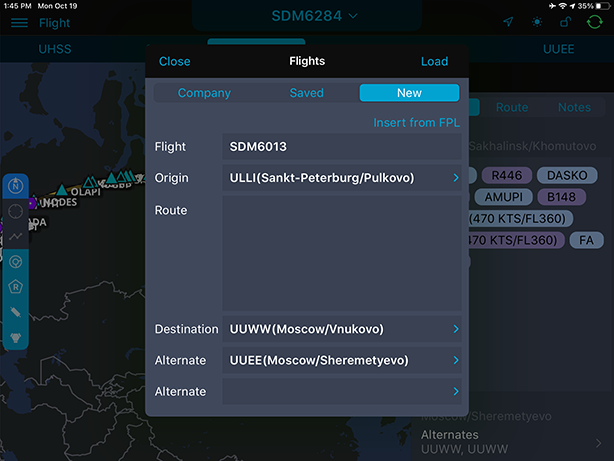 1:45 PM Mon Oct 19 35%
Flight SDM6284
UHSS UUEE
Close Flights Load
Company Saved New
Insert from FPL
Flight SDM6013
Origin ULLI(Sankt-Peterburg/Pulkovo)
Route
Destination UUWW(Moscow/Vnukovo)
Alternate UUEE(Moscow/Sheremetyevo)
Alternate
Route Notes
Sakhalinsk/Khomutovo
R446 DASKO
AMUPI B148
(470 KTS/FL360)
470 KTS/FL360) FA
OLAPI
Moscow/Sheremetyevo
Alternates
UUWW, UUWW